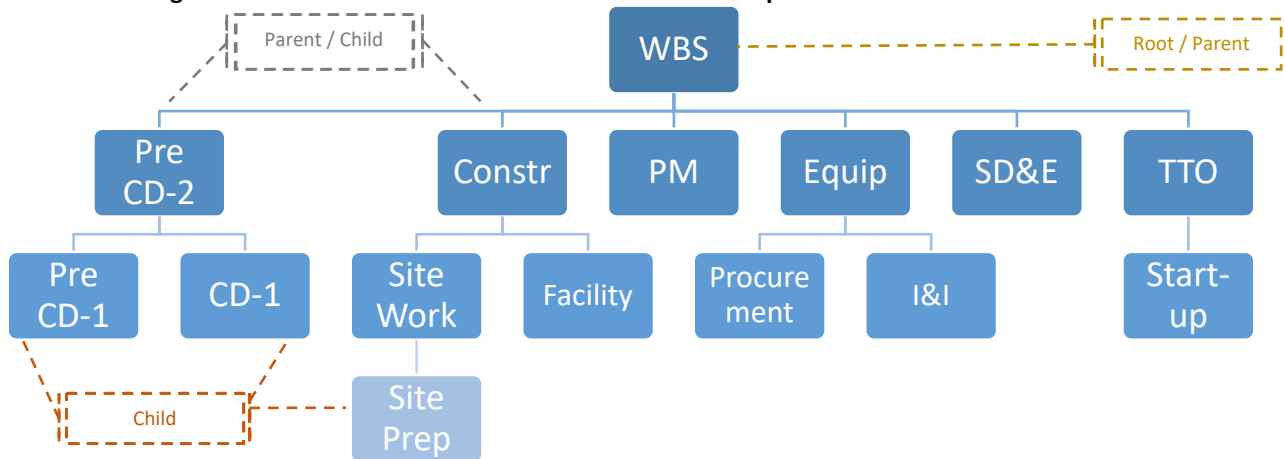 Parent / Child
WBS
Root / Parent
Pre
CD-2
Constr
PM
Equip
SD&E
TTO
Pre
CD-1
CD-1
Site
Work
Facility
Procure
ment
I&I
Start-
up
Child
Site
Prep